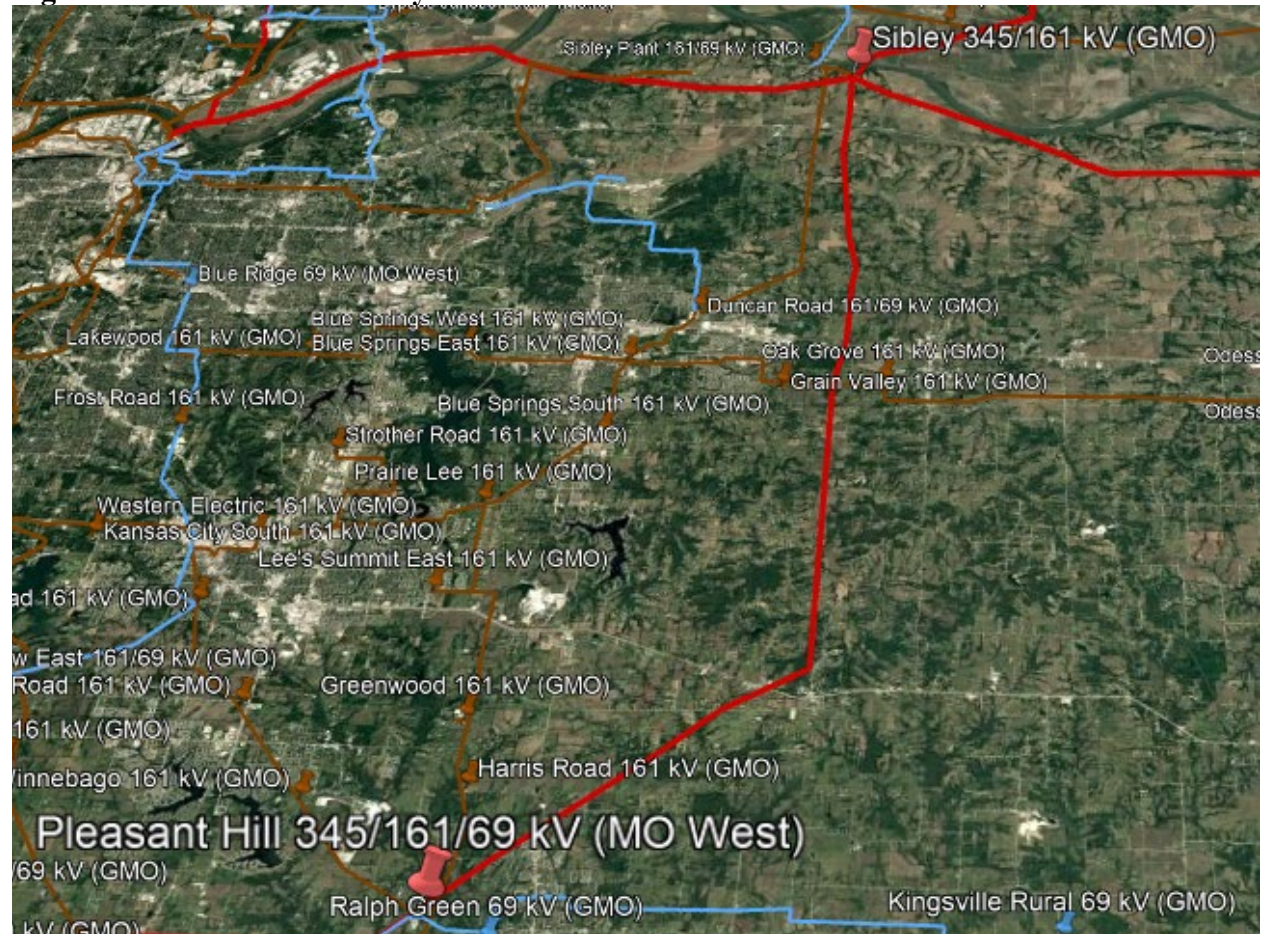 Sibley Plant 161/69 kV (GMO)
Sibley 345/161 kV (GMO)
Blue Ridge 69 kV (MO West)
Duncan Road 161/69 kV (GMO)
Blue Springs West 161 kV (GMO)
Lakewood 161 kV (GMO)
Blue Springs East 161 kV (GMO)
Oak Grove 161 kV (GMO)
Odess
Grain Valley 161 kV (GMO)
Frost Road 161 kV (GMO)
Blue Springs South 161 kV (GMO)
Odess
Strother Road 161 kV (GMO)
Prairie Lee 161 kV (GMO)
Western Electric 161 kV (GMO)
Kansas City South 161 kV (GMO)
Lee's Summit East 161 kV (GMO)
ad 161 kV (GMO)
w East 161/69 kV (GMO)
Road 161 kV (GMO)
Greenwood 161 kV (GMO)
161 kV (GMO)
Harris Road 161 kV (GMO)
innebago 161 kV (GMO)
Pleasant Hill 345/161/69 kV (MO West)
/69 kV (GMO)
Ralph Green 69 kV (GMO)
Kingsville Rural 69 kV (GMO)
kV (GMO)